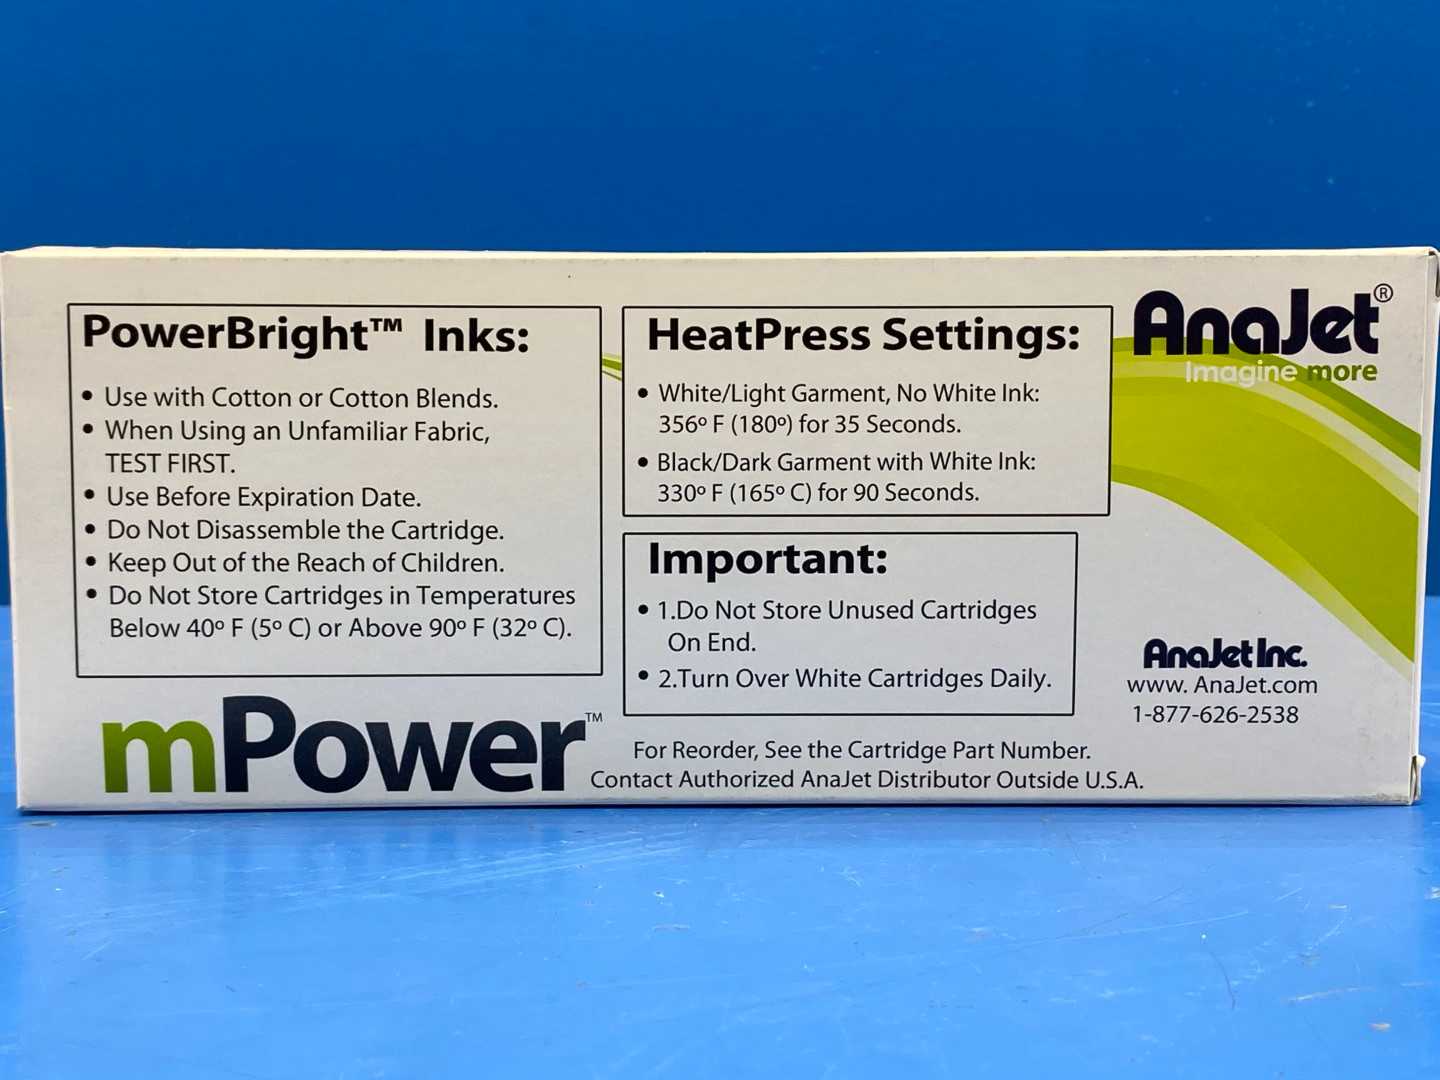 PowerBright™ Inks:
• Use with Cotton or Cotton Blends.
• When Using an Unfamiliar Fabric,
TEST FIRST.
• Use Before Expiration Date.
• Do Not Disassemble the Cartridge.
• Keep Out of the Reach of Children.
• Do Not Store Cartridges in Temperatures
Below 40º F (5º C) or Above 90º F (32º C).
mPower™
HeatPress Settings:
• White/Light Garment, No White Ink:
356º F (180º) for 35 Seconds.
• Black/Dark Garment with White Ink:
330º F (165º C) for 90 Seconds.
Important:
• 1.Do Not Store Unused Cartridges
On End.
• 2.Turn Over White Cartridges Daily.
For Reorder, See the Cartridge Part Number.
Contact Authorized AnaJet Distributor Outside U.S.A.
AnaJet®
Imagine more
AnaJet Inc.
www. AnaJet.com
1-877-626-2538